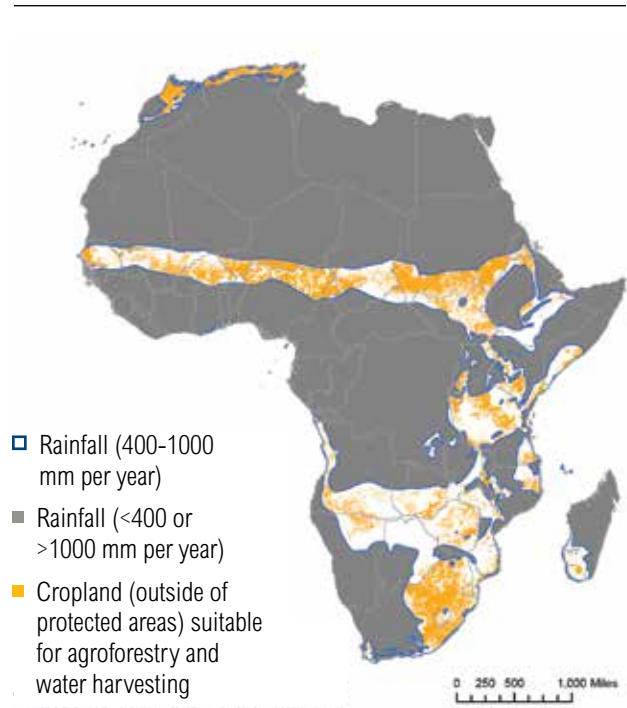 Rainfall (400-1000
mm per year)
Rainfall (<400 or
>1000 mm per year)
Cropland (outside of
protected areas) suitable
for agroforestry and
water harvesting
0 250 500 1,000 Miles